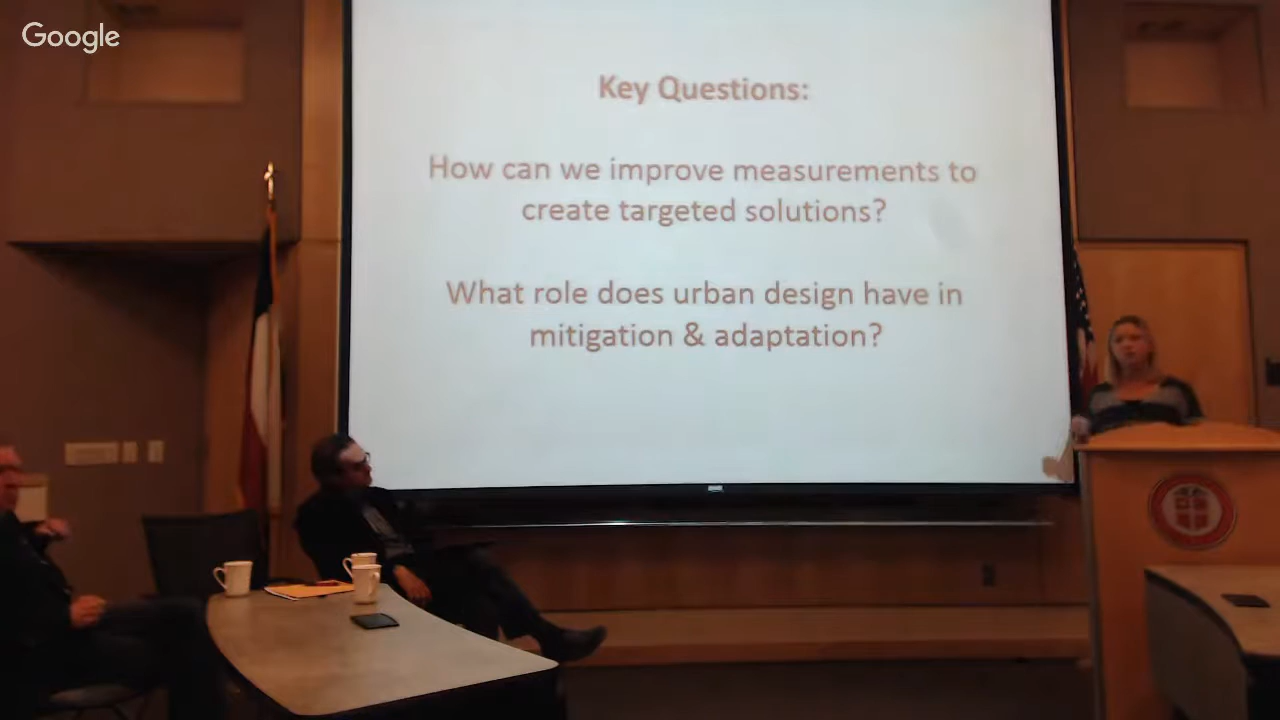 Google
Key Questions:
How can we improve measurements to
create targeted solutions?
What role does urban design have in
mitigation & adaptation?